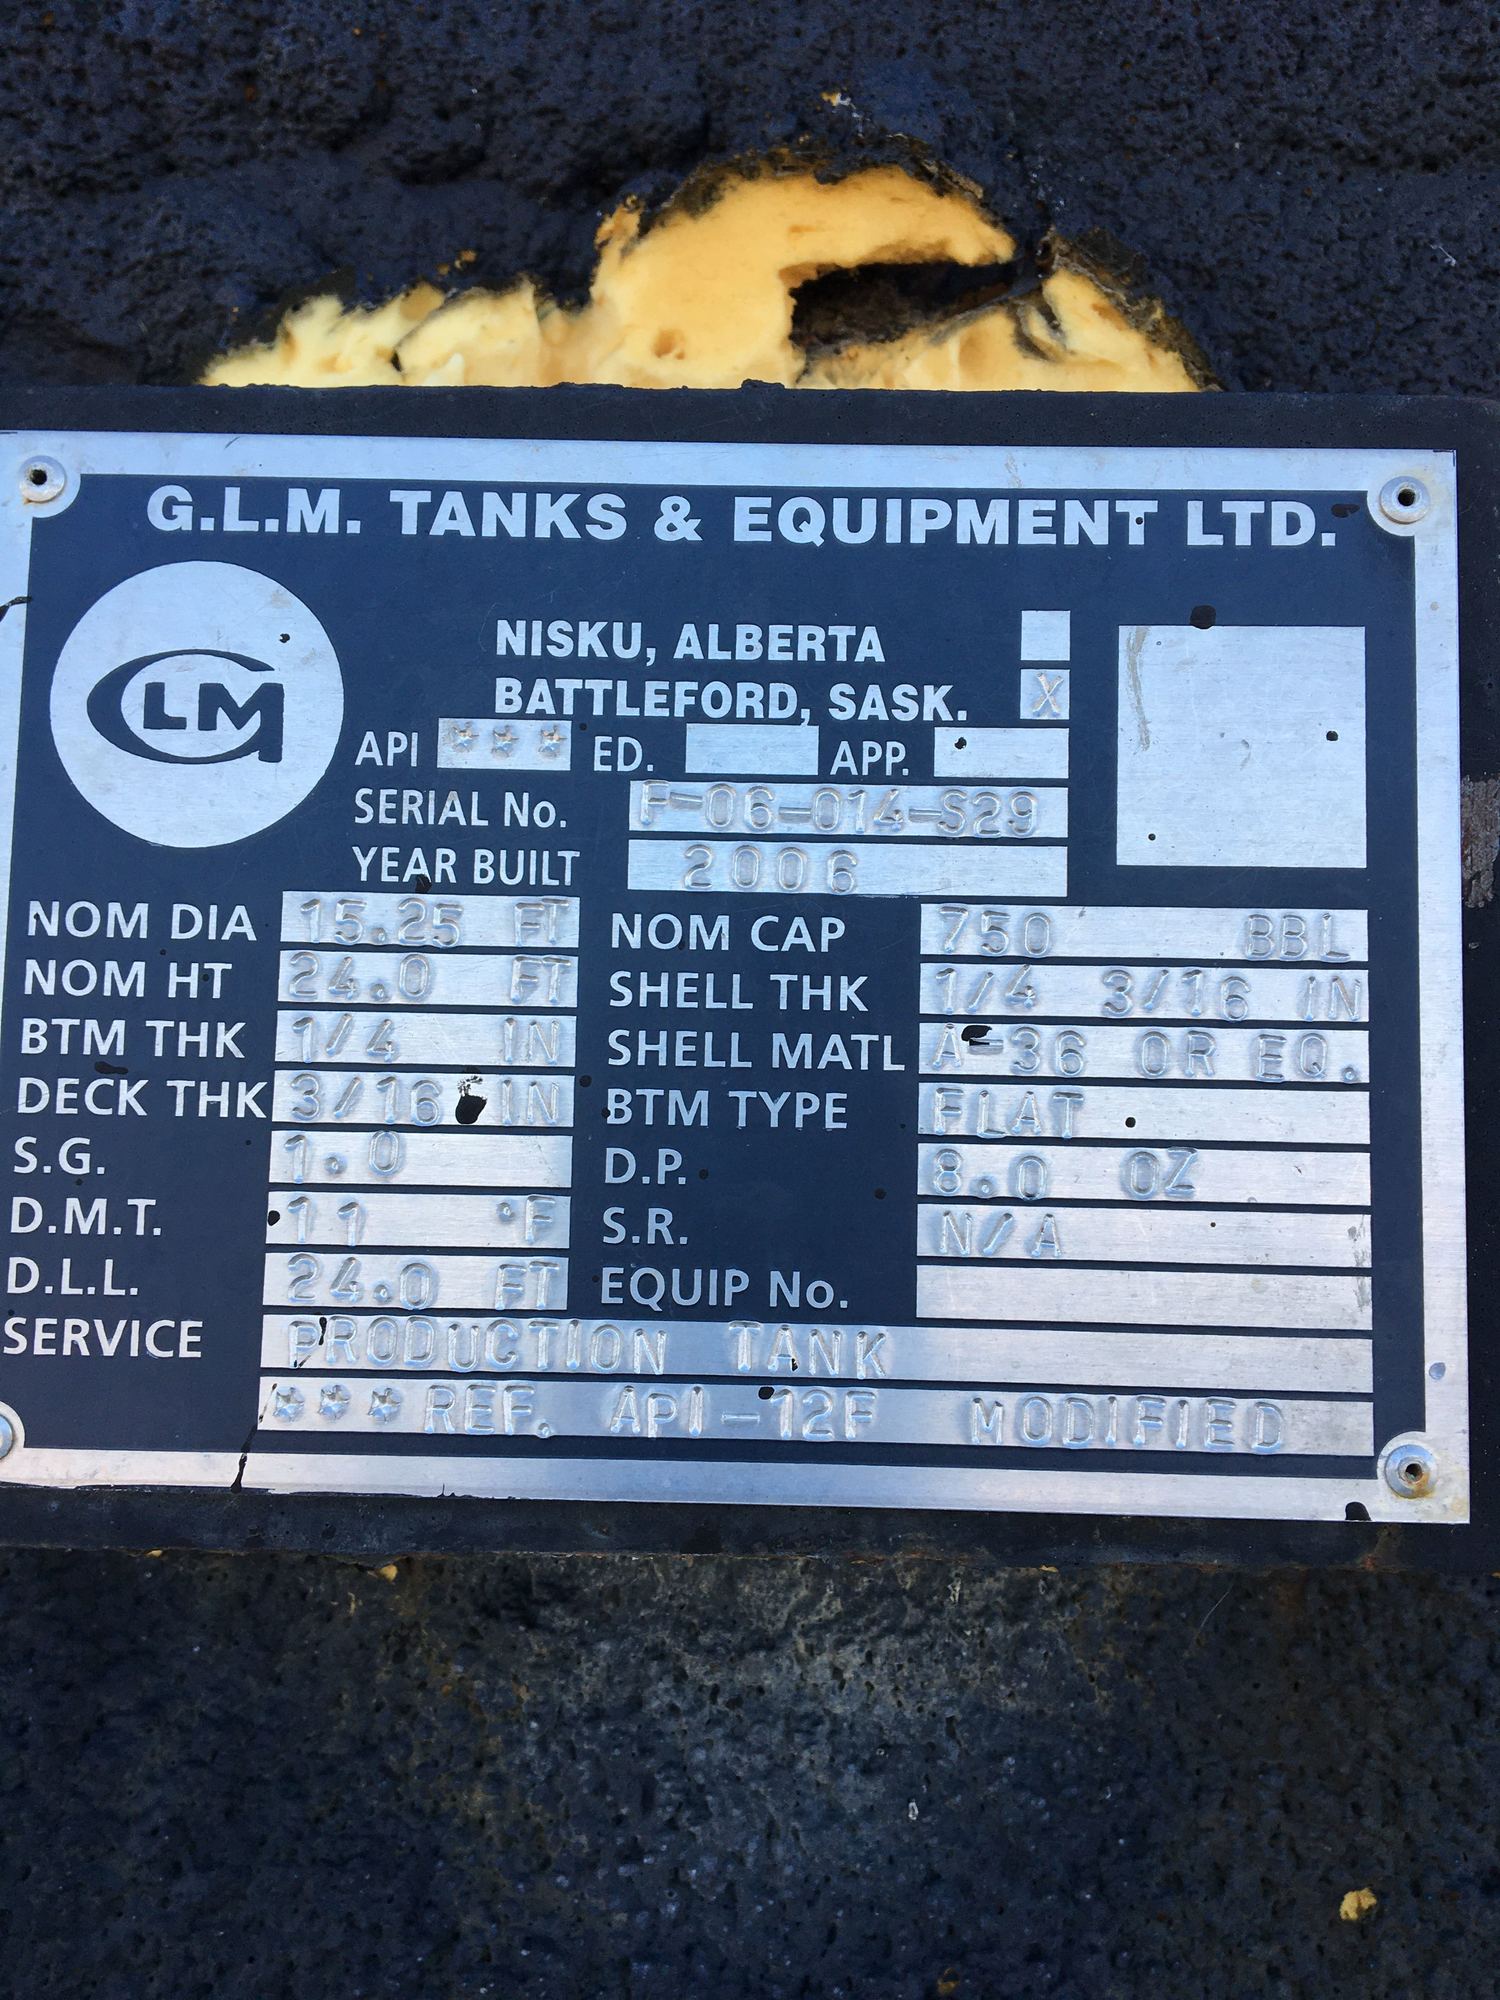 G.L.M. TANKS & EQUIPMENT LTD.
GLM
NISKU, ALBERTA
BATTLEFORD, SASK. X
API *** ED. APP.
SERIAL No. F-06-014-S29
YEAR BUILT 2006
NOM DIA 15.25 FT NOM CAP 750 BBL
NOM HT 24.0 FT SHELL THK 1/4 3/16 IN
BTM THK 1/4 IN SHELL MATL A-36 OR EQ.
DECK THK 3/16 IN BTM TYPE FLAT
S.G. 1.0 D.P. 8.0 OZ
D.M.T. 11 °F S.R. N/A
D.L.L. 24.0 FT EQUIP No.
SERVICE PRODUCTION TANK
***REF. API-12F MODIFIED